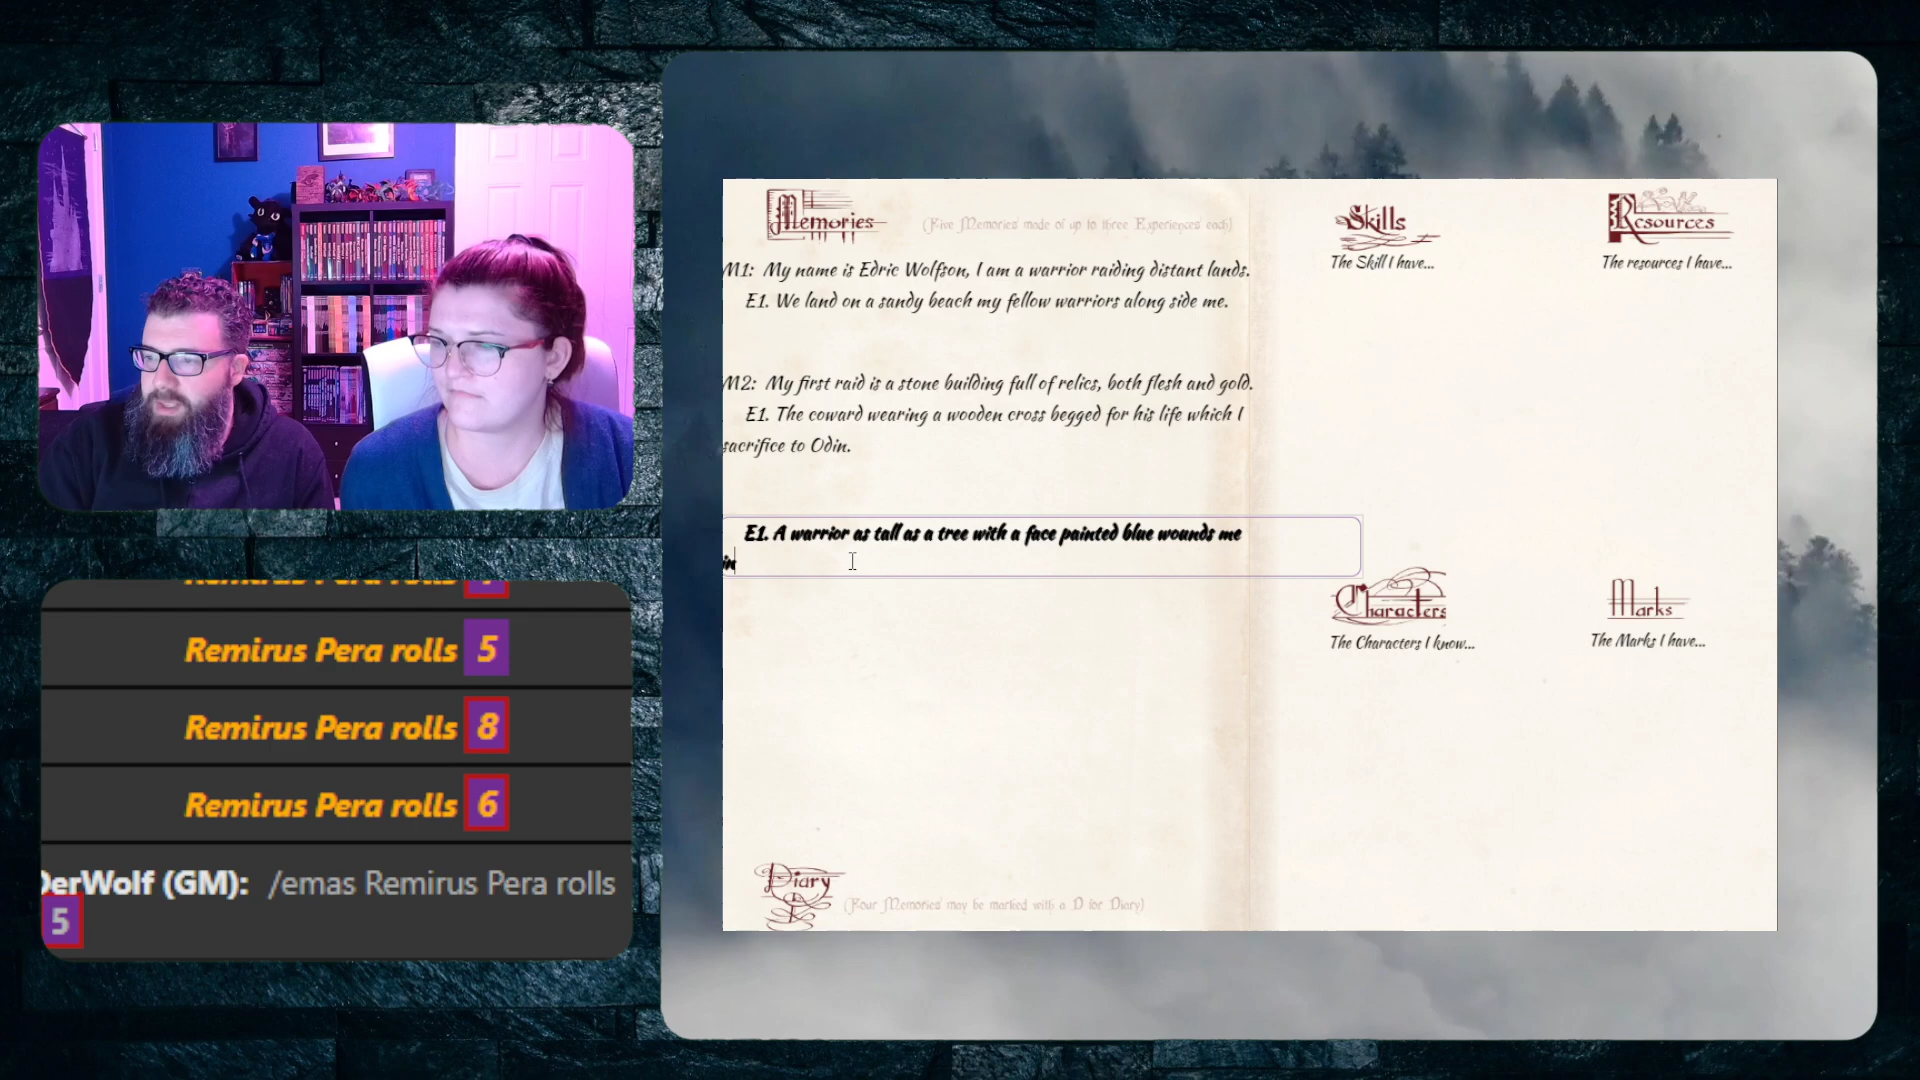 Memories
(Five Memories made of up to three Experiences each)
M1: My name is Edric Wolfson, I am a warrior raiding distant lands.
E1. We land on a sandy beach my fellow warriors along side me.
M2: My first raid is a stone building full of relics, both flesh and gold.
E1. The coward wearing a wooden cross begged for his life which I
sacrifice to Odin.
E1. A warrior as tall as a tree with a face painted blue wounds me
in
Diary
(Four Memories may be marked with a D for Diary)
Skills
The Skill I have...
Resources
The resources I have...
Characters
The Characters I know...
Marks
The Marks I have...
Remirus Pera rolls
Remirus Pera rolls 5
Remirus Pera rolls 8
Remirus Pera rolls 6
DerWolf (GM): /emas Remirus Pera rolls
5